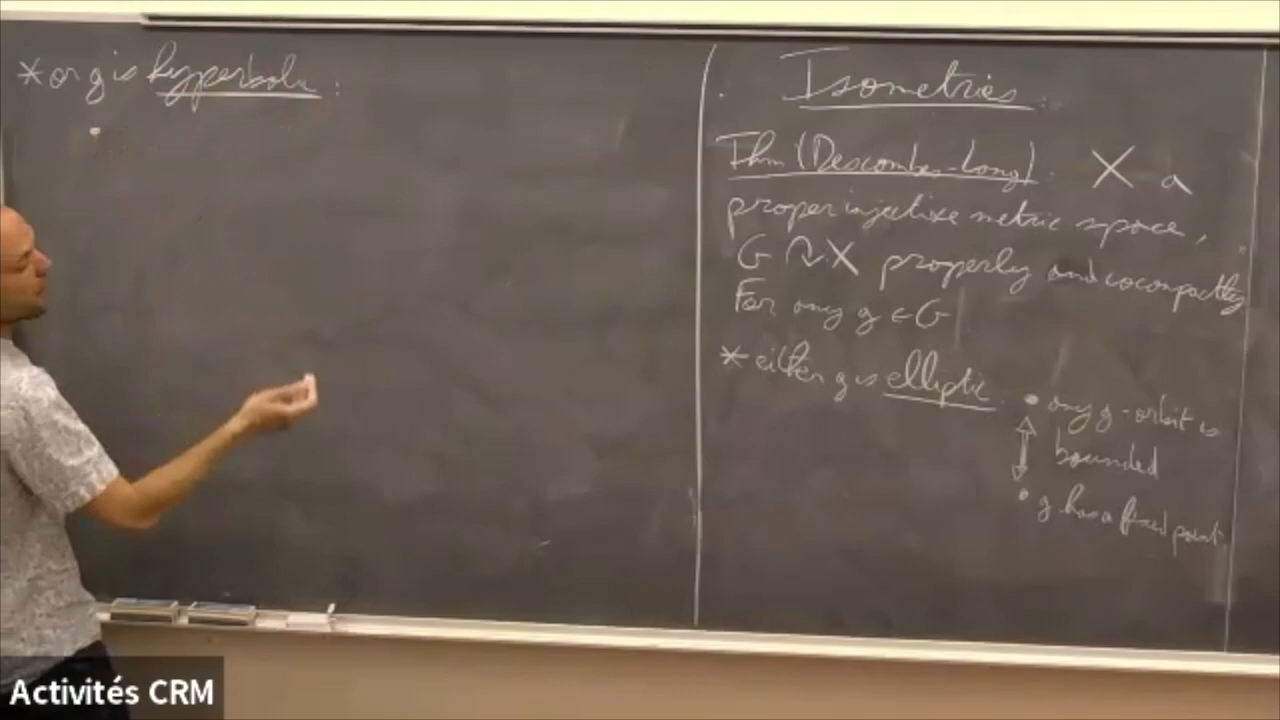 Isometries
Thm (Descombes-Lang). X a
proper injective metric space,
G ↷ X properly and cocompactly
For any g ∈ G
* either g is elliptic
• any g-orbit is
bounded
⇕
• g has a fixed point
* or g is hyperbolic :
•
Activités CRM